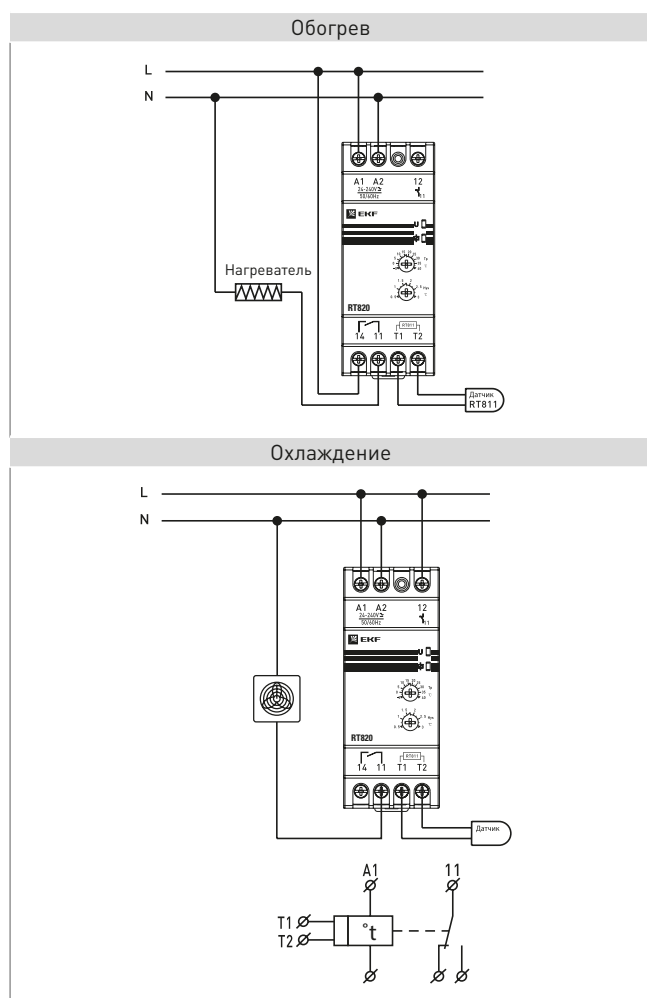 Обогрев
L
N
A1 A2 12
24-240V
50/60Hz
11
EKF
U
Нагреватель
RT820
RT811
14 11 T1 T2
Датчик
RT811
Охлаждение
L
N
A1 A2 12
24-240V
50/60Hz
11
EKF
U
RT820
RT811
14 11 T1 T2
Датчик
A1 11
T1
T2
°t